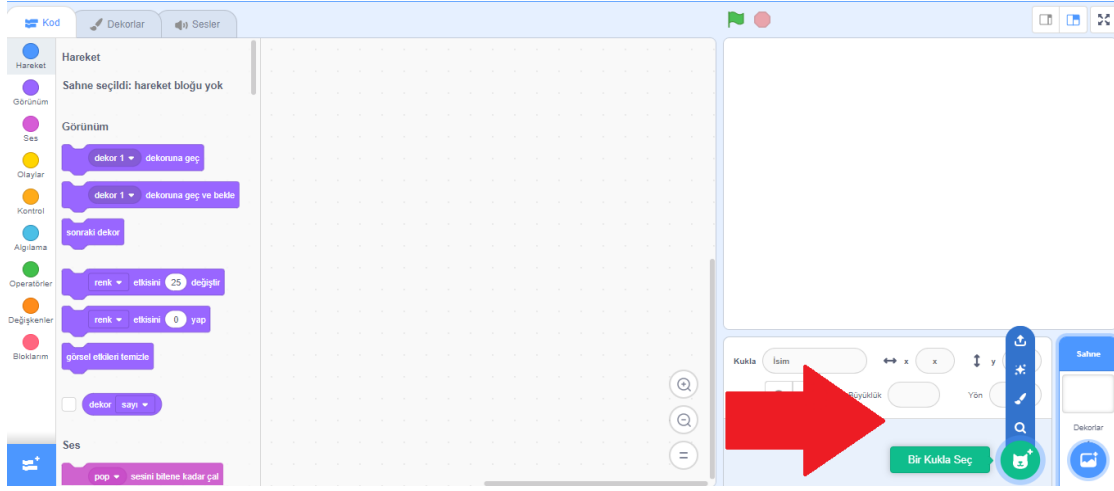 Kod
Dekorlar
Sesler
Hareket
Görünüm
Ses
Olaylar
Kontrol
Algılama
Operatörler
Değişkenler
Bloklarım
Hareket
Sahne seçildi: hareket bloğu yok
Görünüm
dekor 1 dekoruna geç
dekor 1 dekoruna geç ve bekle
sonraki dekor
renk etkisini 25 değiştir
renk etkisini 0 yap
görsel etkileri temizle
dekor sayı
Ses
pop sesini bitene kadar çal
Kukla İsim x x y
Büyüklük Yön
Bir Kukla Seç
Sahne
Dekorlar